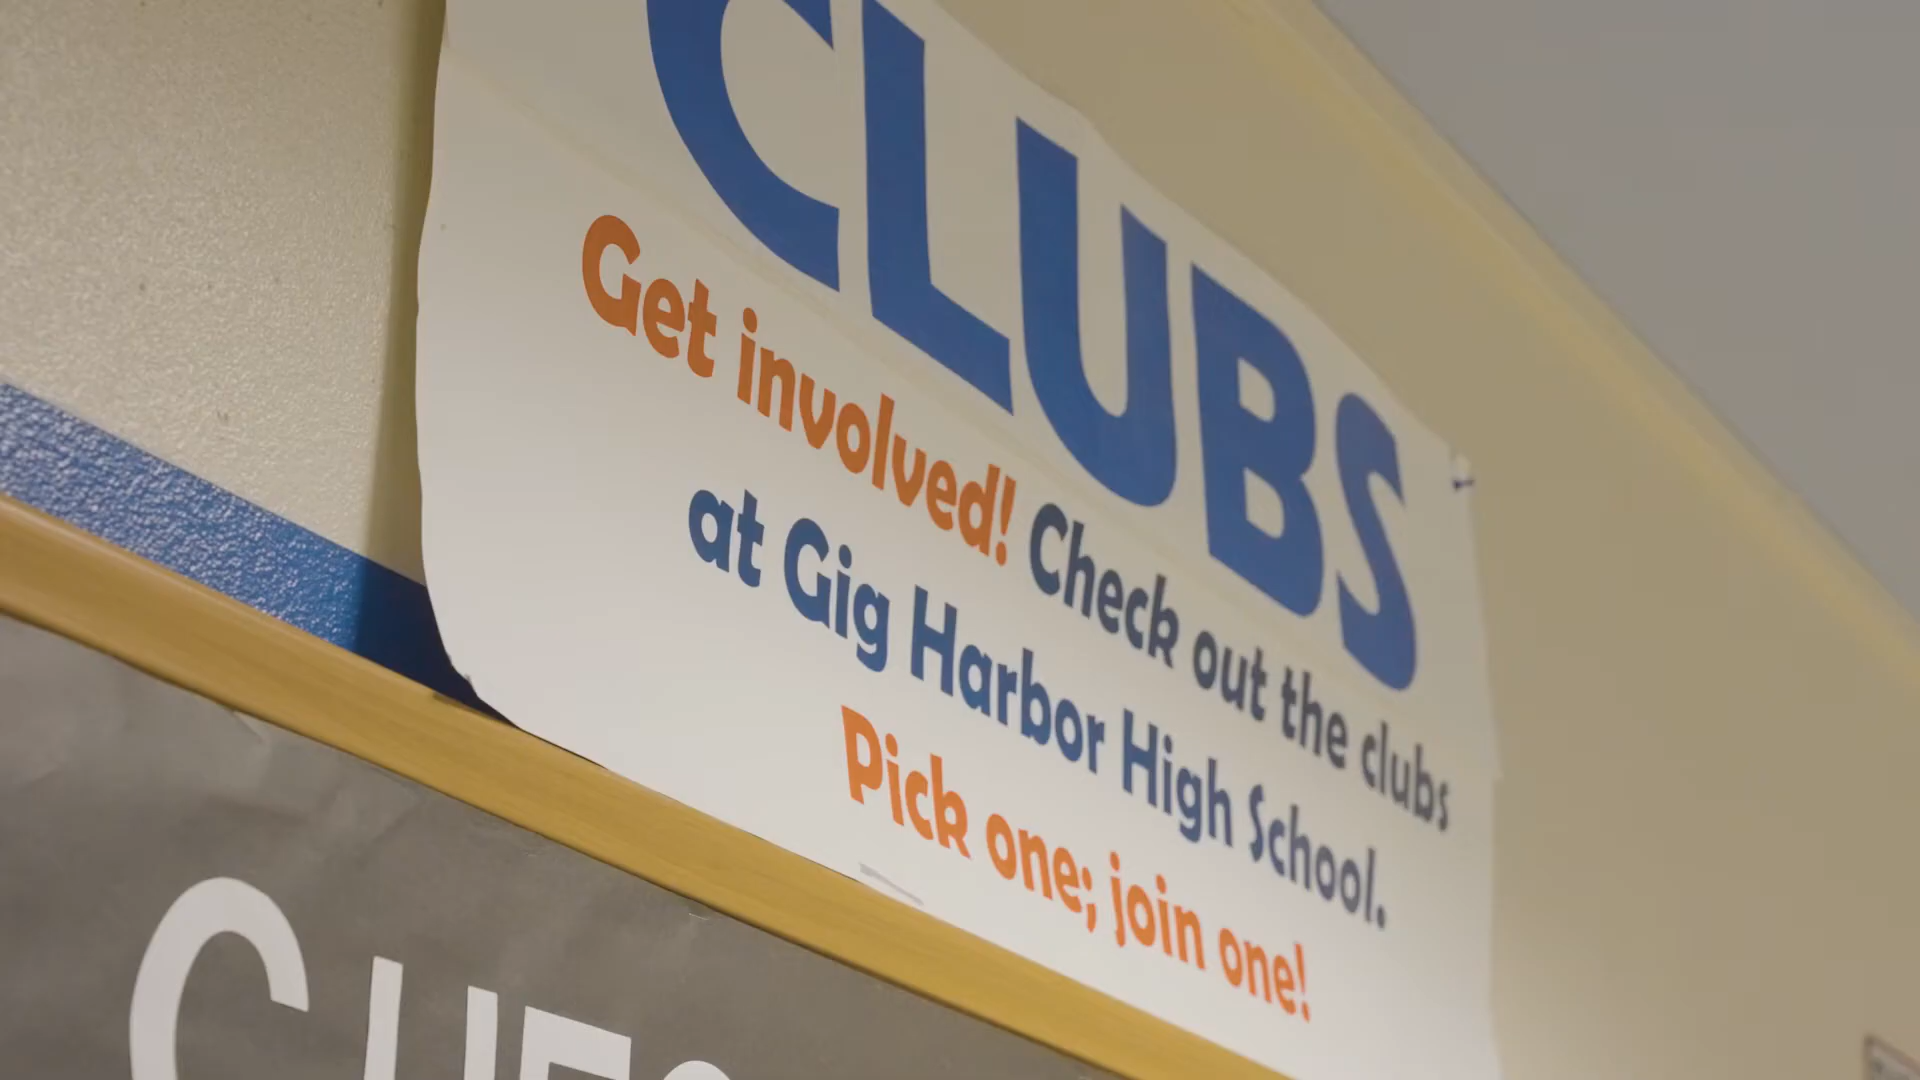 CLUBS
Get involved! Check out the clubs
at Gig Harbor High School.
Pick one; join one!